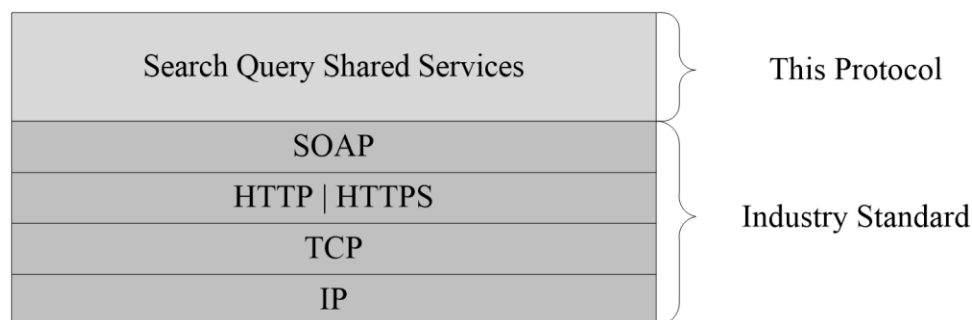 Search Query Shared Services
This Protocol
SOAP
HTTP | HTTPS
TCP
IP
Industry Standard